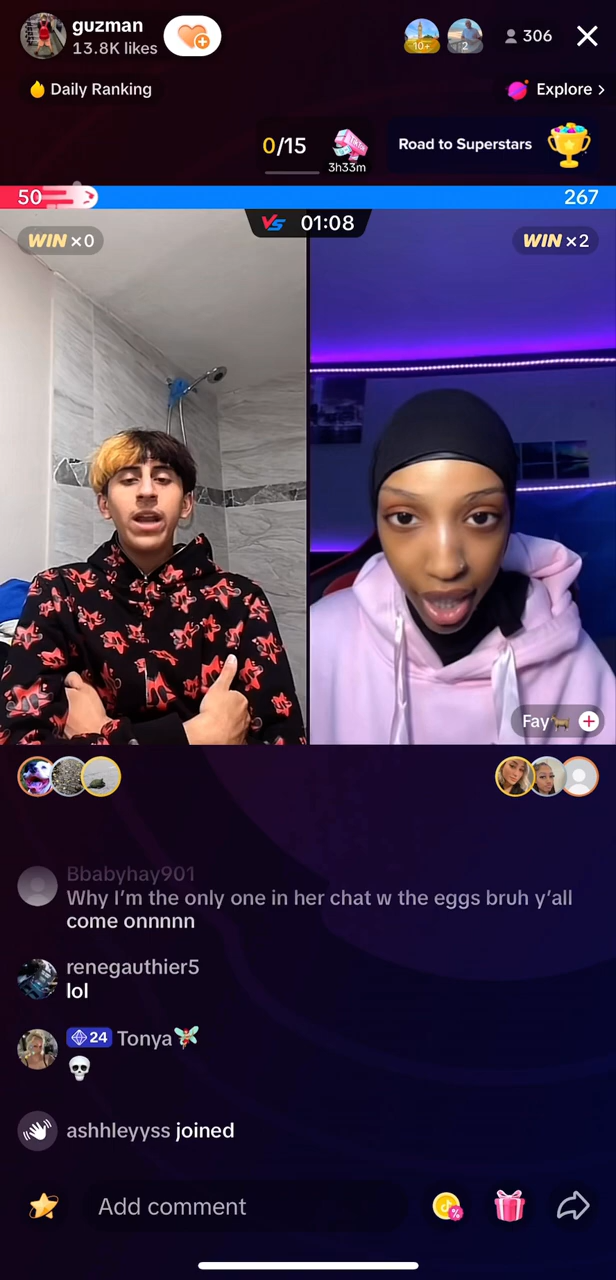 guzman
13.8K likes
10+
2
306
Daily Ranking
Explore >
0/15
3h33m
Road to Superstars
50
267
VS 01:08
WIN ×0
WIN ×2
Fay🐆
Bbabyhay901
Why I'm the only one in her chat w the eggs bruh y'all
come onnnnn
renegauthier5
lol
24 Tonya🧚
💀
ashhleyyss joined
Add comment